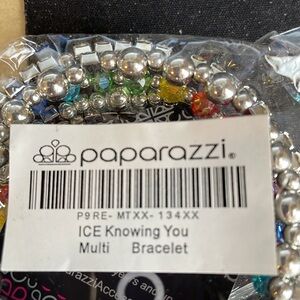 paparazzi®
P9RE-MTXX-134XX
ICE Knowing You
Multi Bracelet